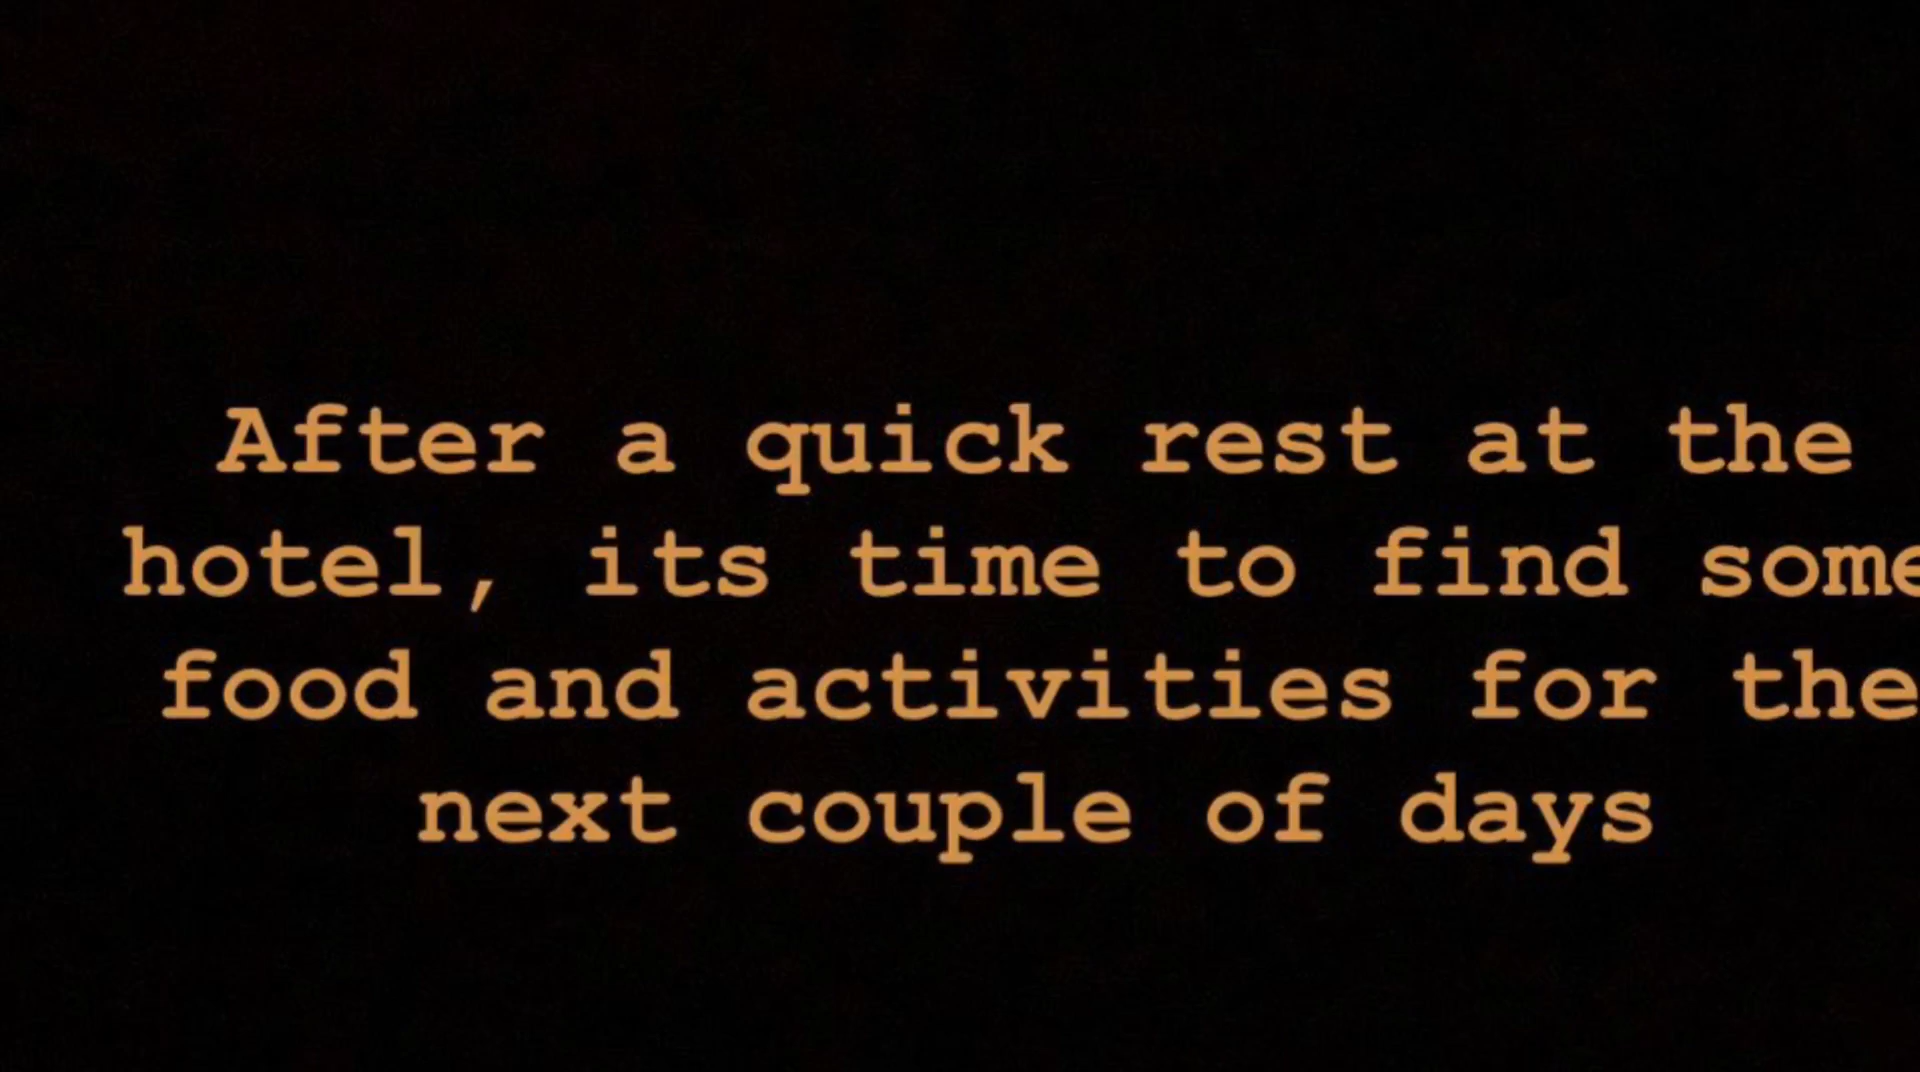 After a quick rest at the
hotel, its time to find some
food and activities for the
next couple of days